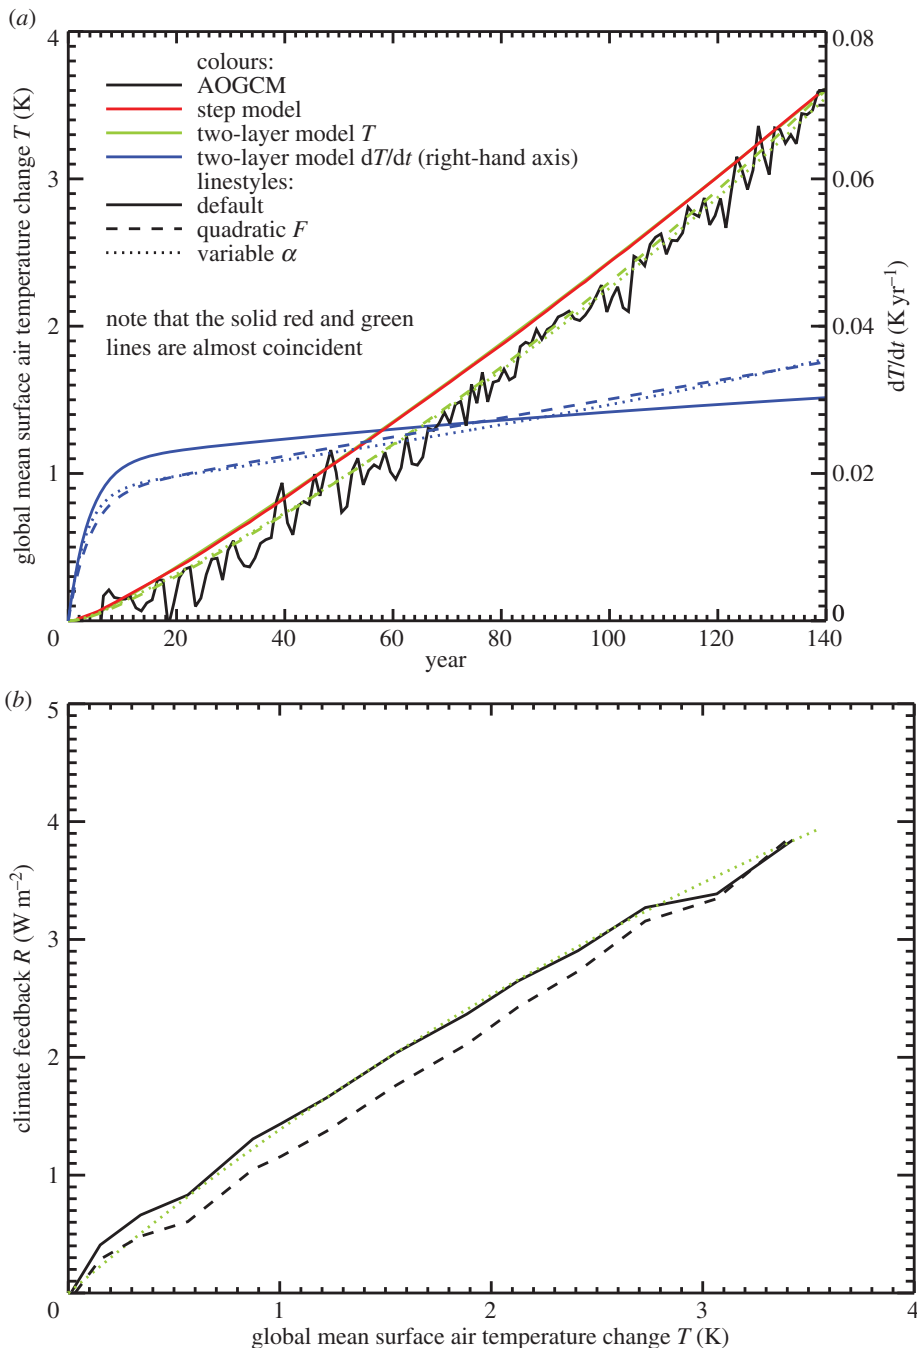 (a)
4
3
2
1
0
20
40
60
80
100
120
140
0.08
0.06
0.04
0.02
0
global mean surface air temperature change T (K)
dT/dt (K yr−1)
year
colours:
AOGCM
step model
two-layer model T
two-layer model dT/dt (right-hand axis)
linestyles:
default
quadratic F
variable α
note that the solid red and green
lines are almost coincident
(b)
5
4
3
2
1
0
1
2
3
4
climate feedback R (W m−2)
global mean surface air temperature change T (K)